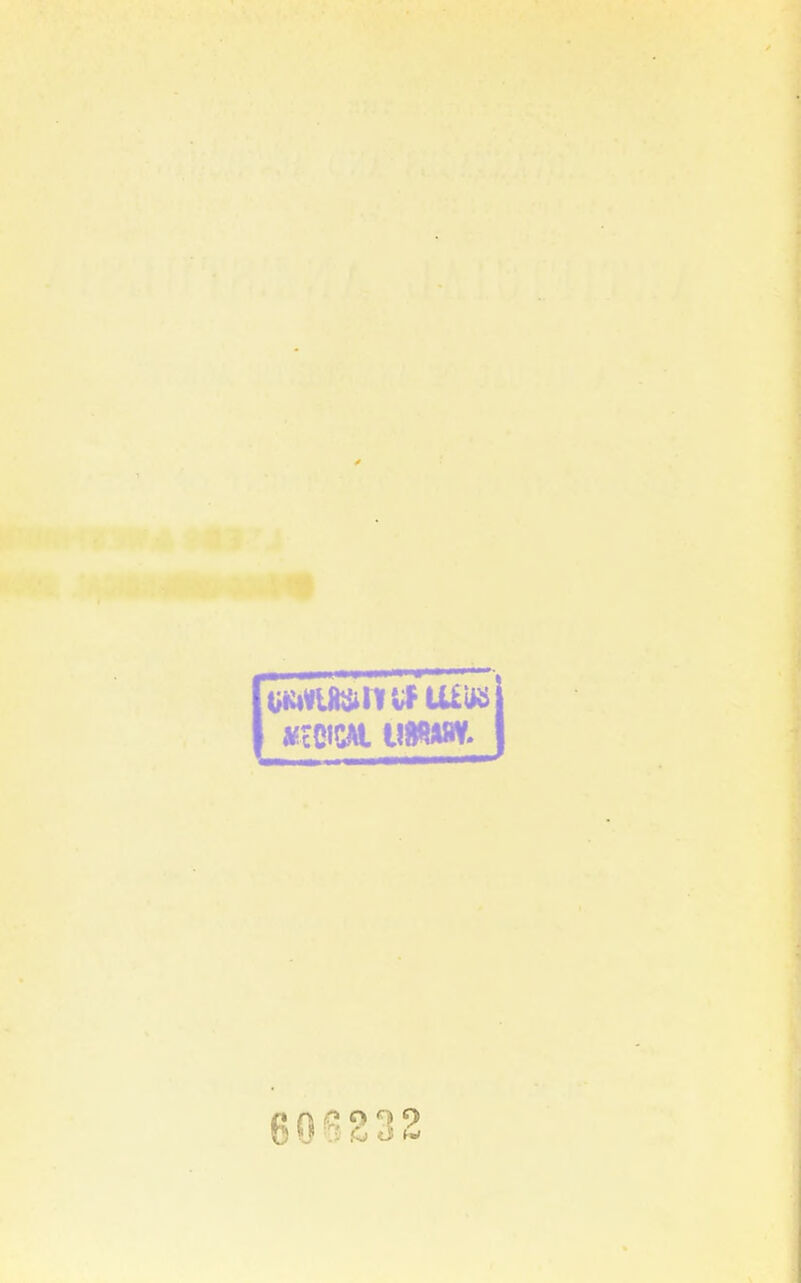 UNIVERSITY OF LEEDS
MEDICAL LIBRARY.
606232